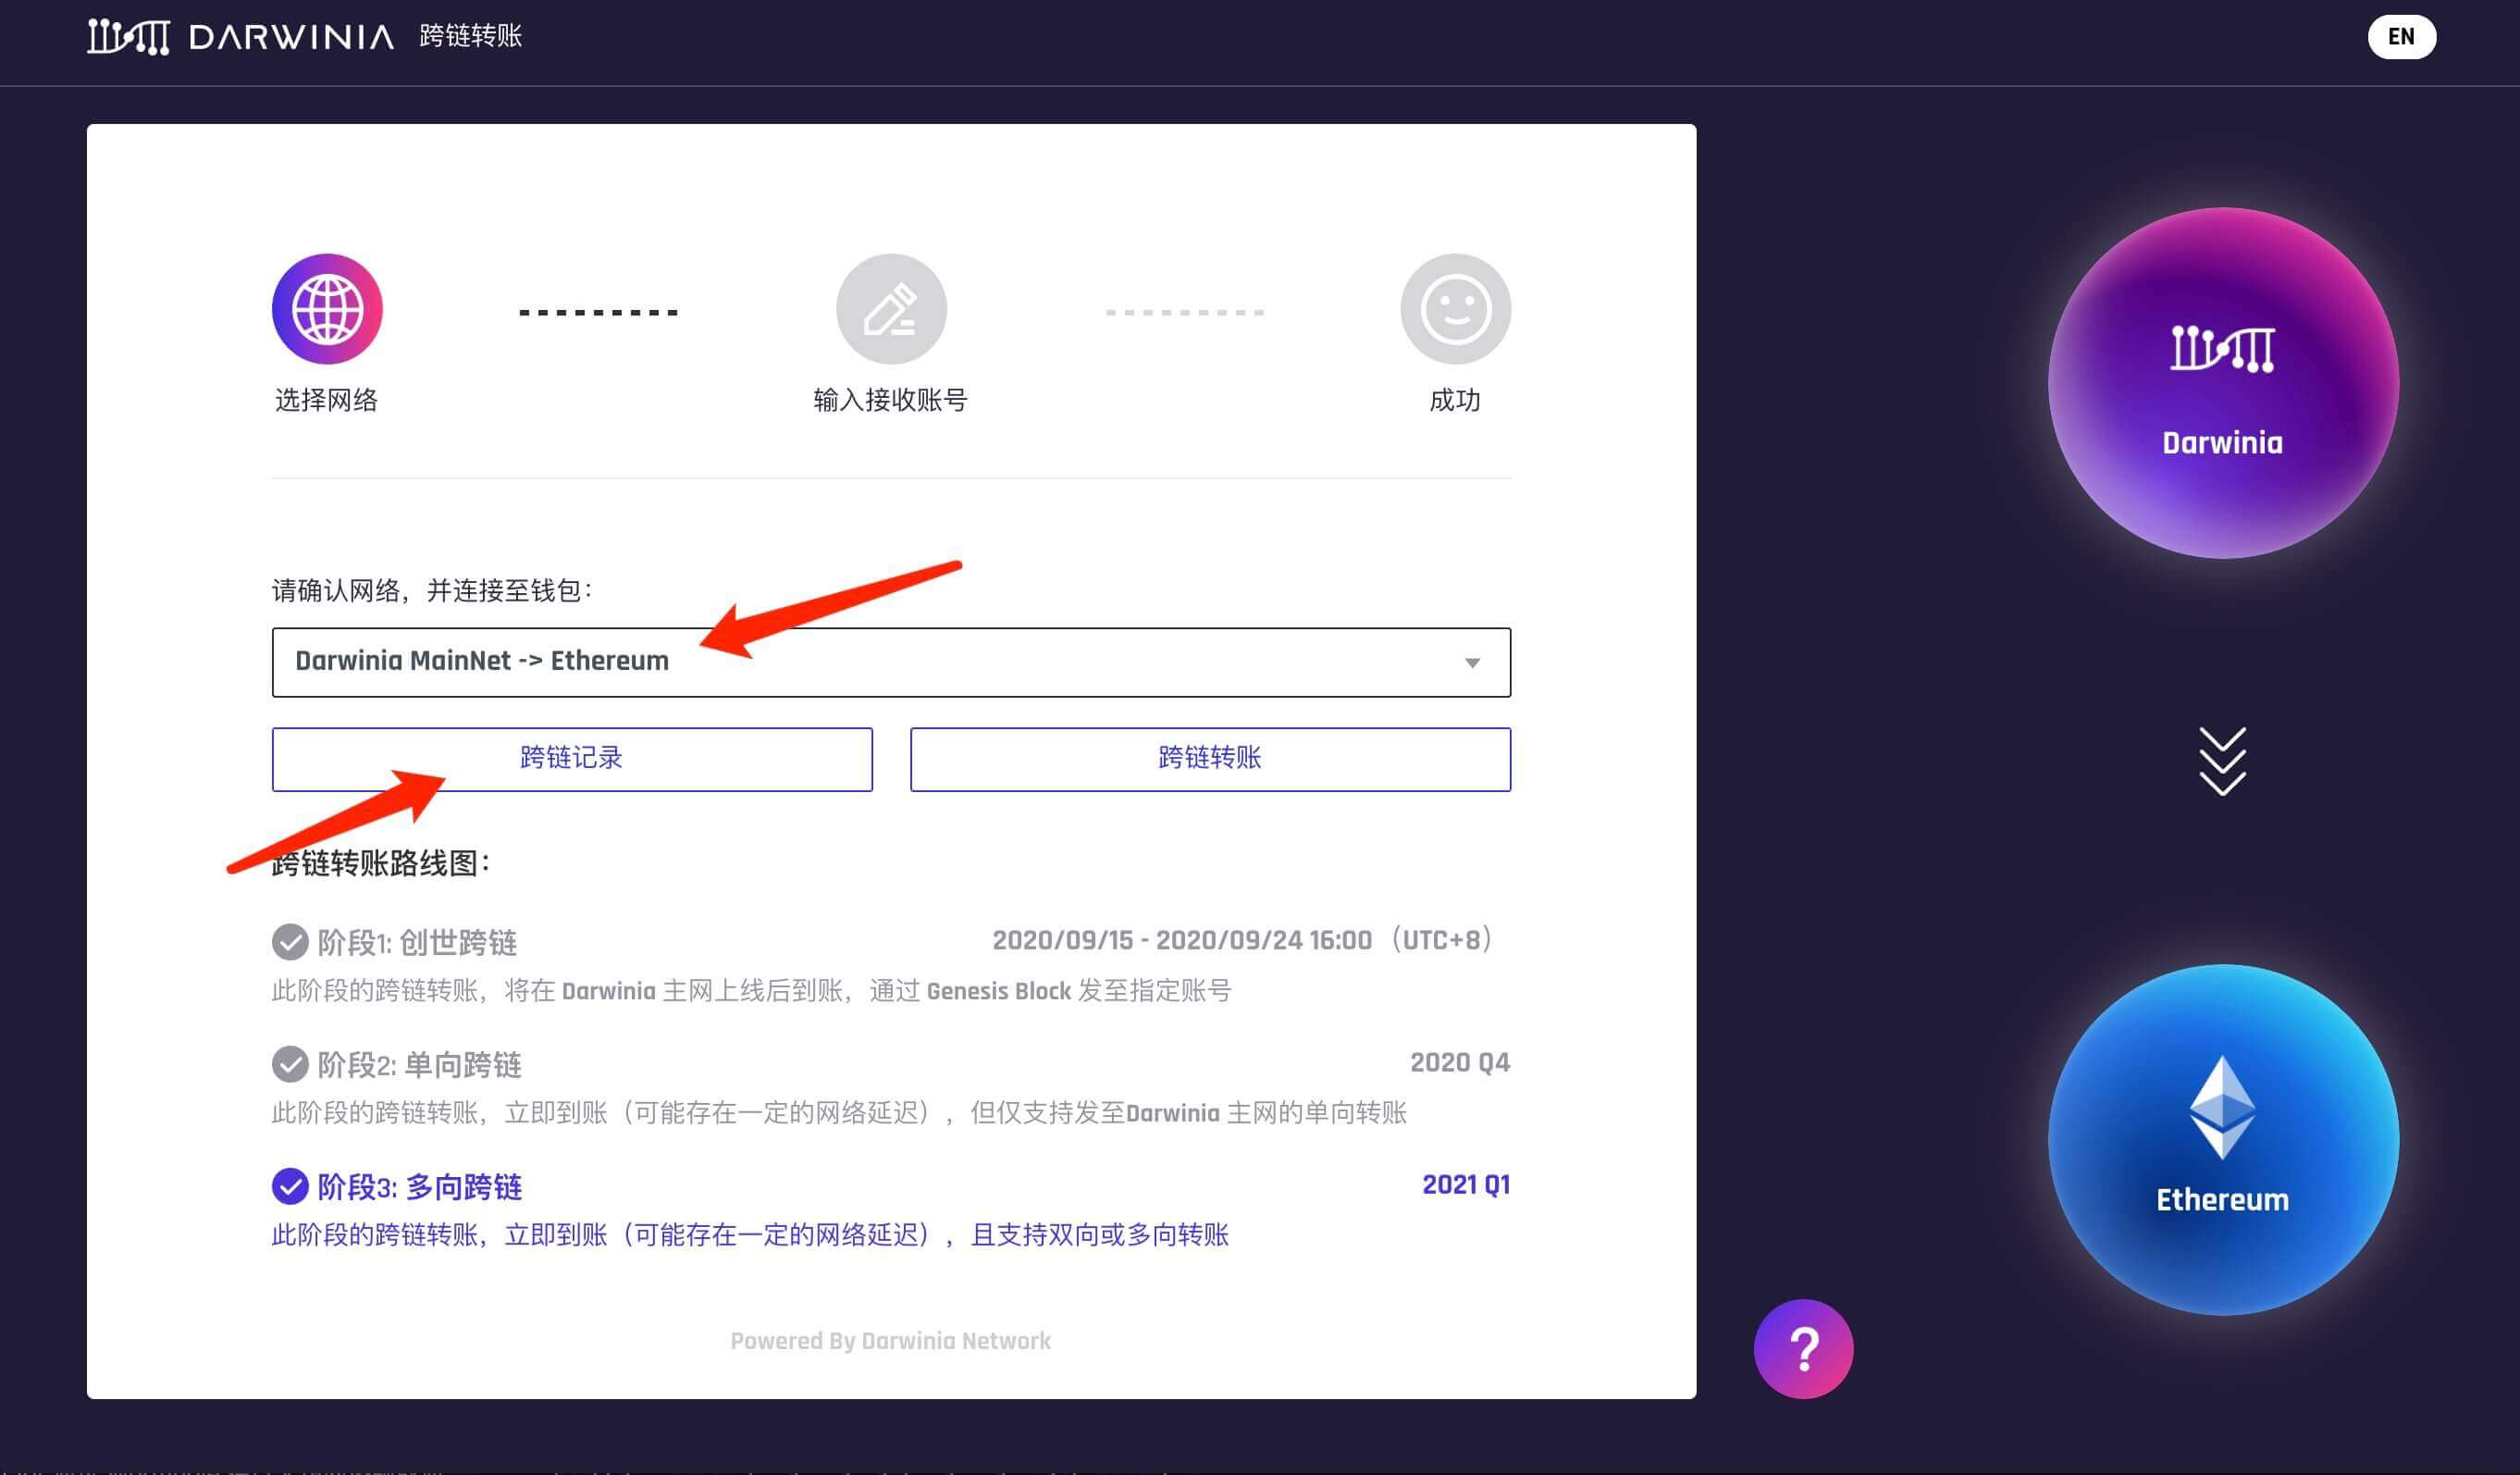 DARWINIA 跨链转账
EN
选择网络
输入接收账号
成功
请确认网络，并连接至钱包：
Darwinia MainNet -> Ethereum
跨链记录
跨链转账
跨链转账路线图：
阶段1: 创世跨链 2020/09/15 - 2020/09/24 16:00（UTC+8）
此阶段的跨链转账，将在 Darwinia 主网上线后到账，通过 Genesis Block 发至指定账号
阶段2: 单向跨链 2020 Q4
此阶段的跨链转账，立即到账（可能存在一定的网络延迟），但仅支持发至Darwinia 主网的单向转账
阶段3: 多向跨链 2021 Q1
此阶段的跨链转账，立即到账（可能存在一定的网络延迟），且支持双向或多向转账
Powered By Darwinia Network
Darwinia
Ethereum
?